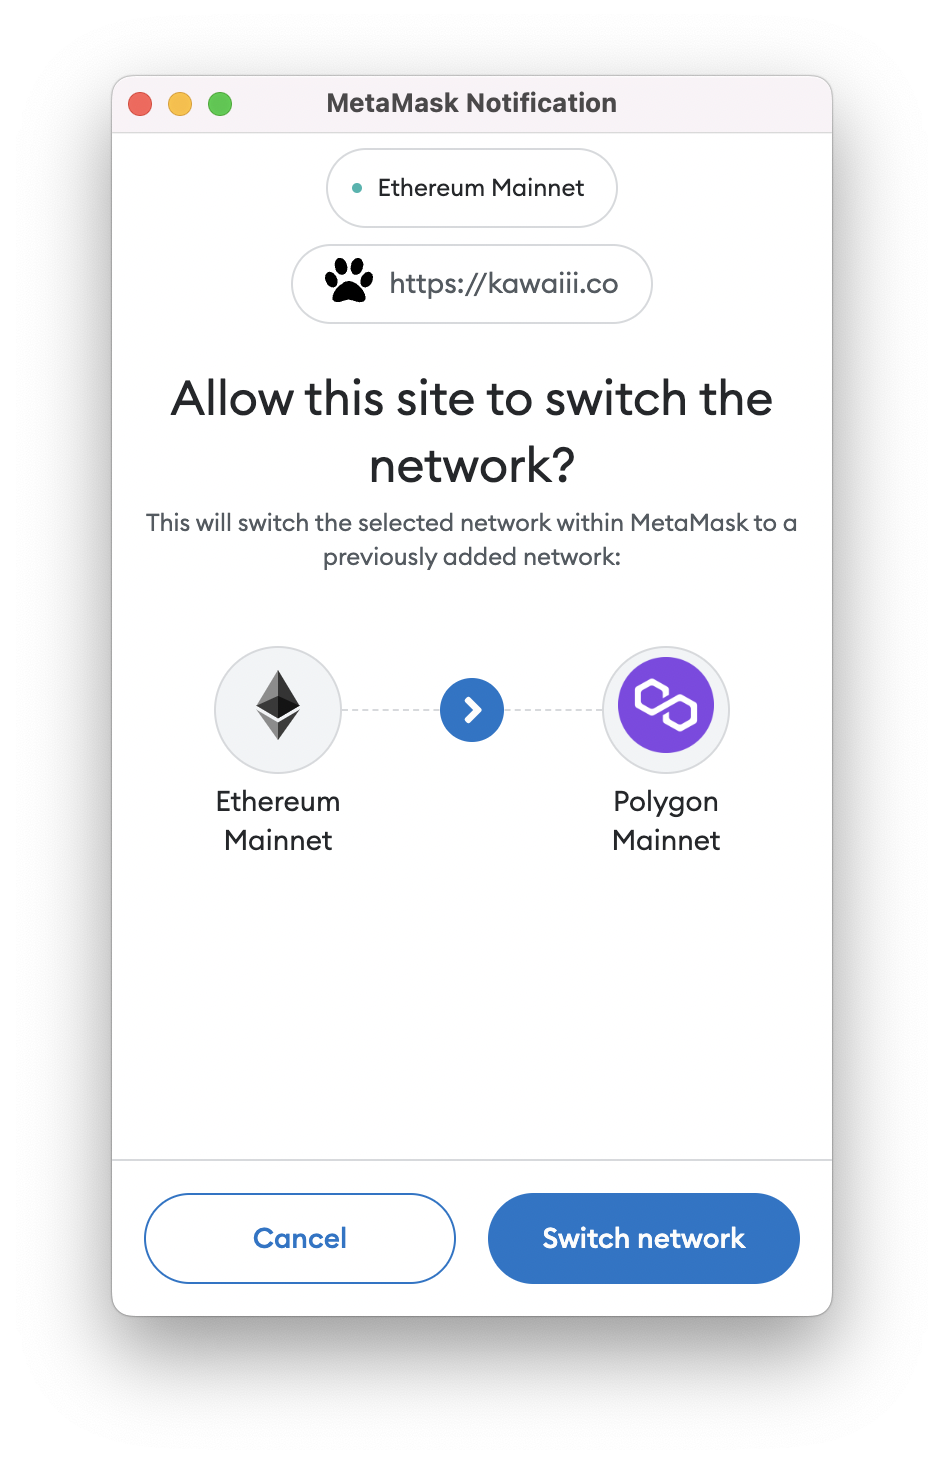 MetaMask Notification
Ethereum Mainnet
https://kawaiii.co
Allow this site to switch the
network?
This will switch the selected network within MetaMask to a
previously added network:
Ethereum
Mainnet
Polygon
Mainnet
Cancel
Switch network